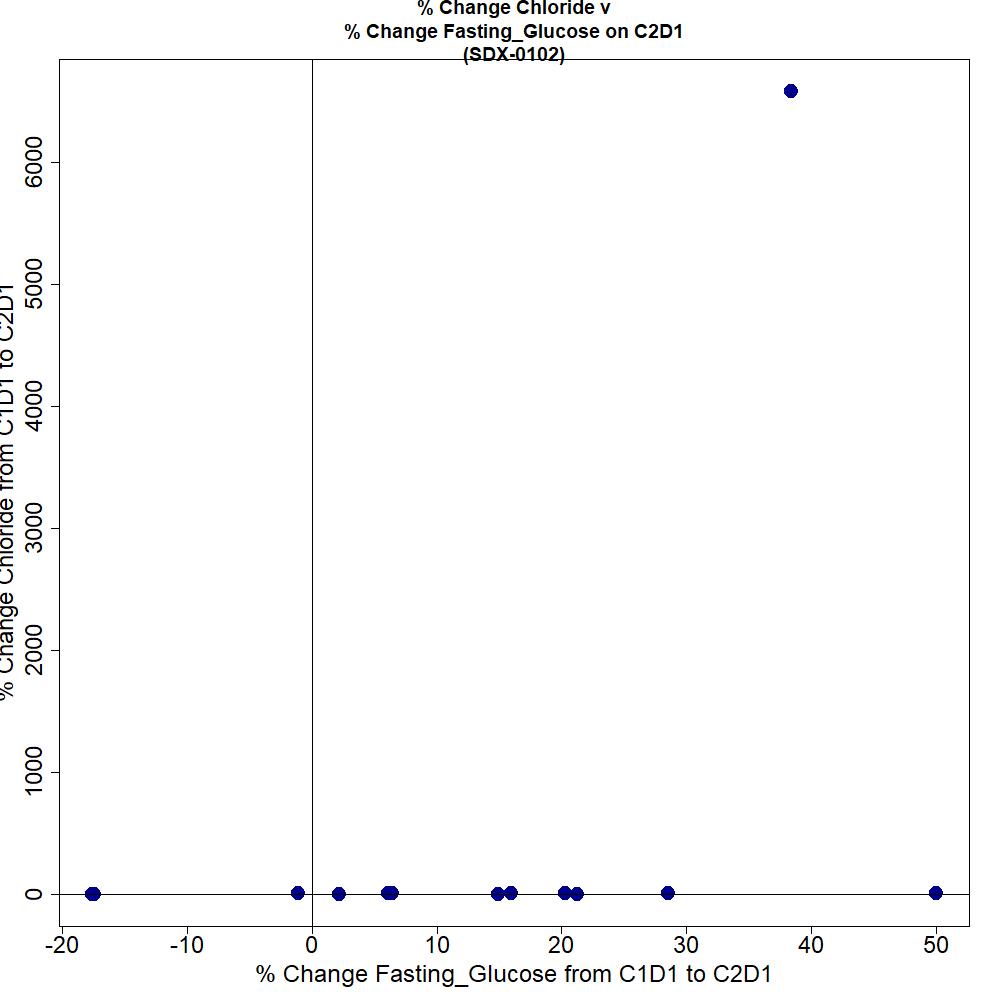 % Change Chloride v
% Change Fasting_Glucose on C2D1
(SDX-0102)
% Change Chloride from C1D1 to C2D1
6000
5000
4000
3000
2000
1000
0
-20 -10 0 10 20 30 40 50
% Change Fasting_Glucose from C1D1 to C2D1